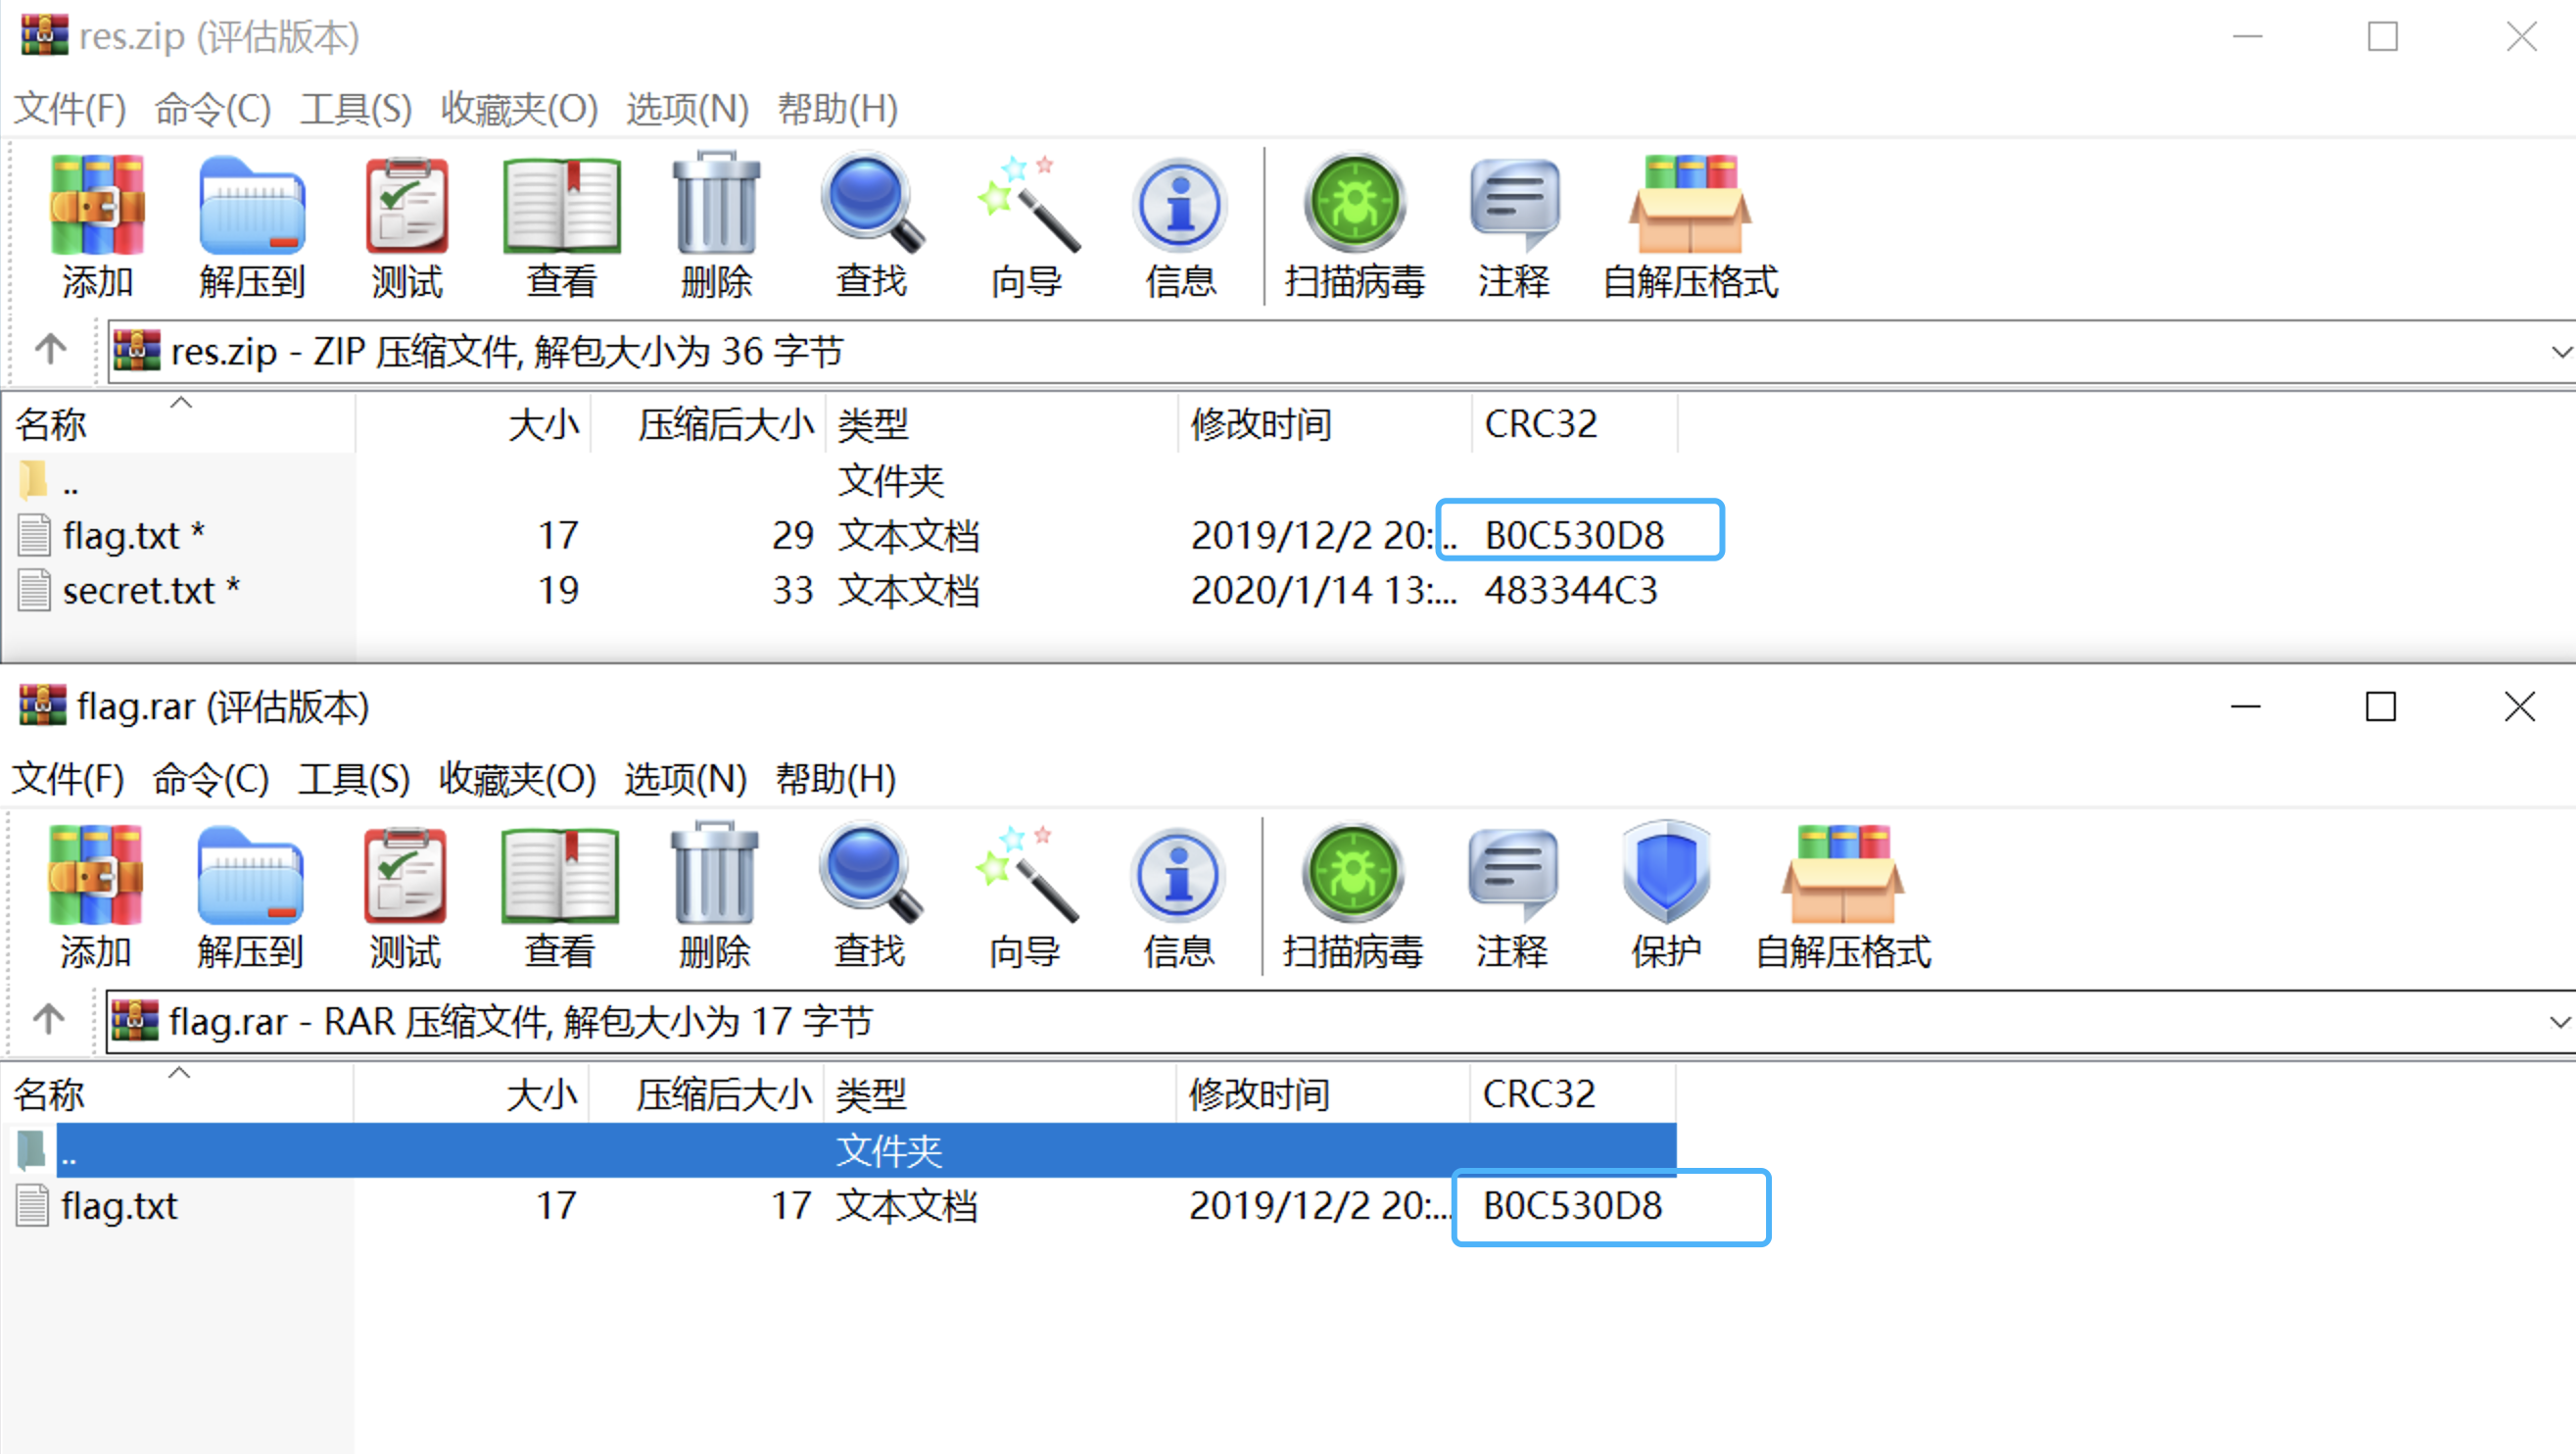 res.zip (评估版本)
文件(F) 命令(C) 工具(S) 收藏夹(O) 选项(N) 帮助(H)
添加 解压到 测试 查看 删除 查找 向导 信息 扫描病毒 注释 自解压格式
res.zip - ZIP 压缩文件, 解包大小为 36 字节
名称 大小 压缩后大小 类型 修改时间 CRC32
.. 文件夹
flag.txt * 17 29 文本文档 2019/12/2 20:... B0C530D8
secret.txt * 19 33 文本文档 2020/1/14 13:... 483344C3
flag.rar (评估版本)
文件(F) 命令(C) 工具(S) 收藏夹(O) 选项(N) 帮助(H)
添加 解压到 测试 查看 删除 查找 向导 信息 扫描病毒 注释 保护 自解压格式
flag.rar - RAR 压缩文件, 解包大小为 17 字节
名称 大小 压缩后大小 类型 修改时间 CRC32
.. 文件夹
flag.txt 17 17 文本文档 2019/12/2 20:... B0C530D8